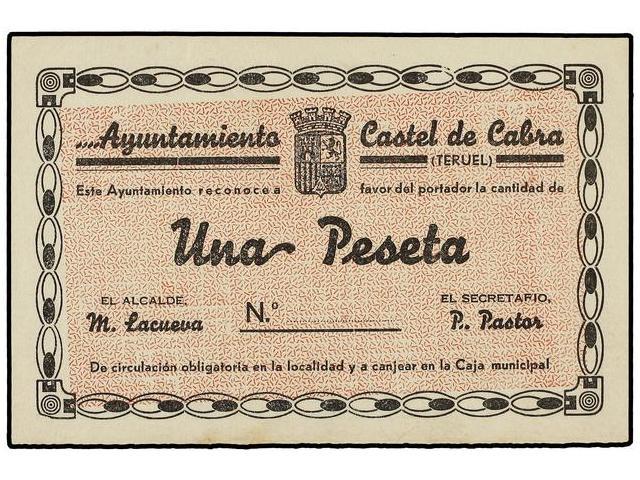 ....Ayuntamiento Castel de Cabra
(TERUEL)
Este Ayuntamiento reconoce a favor del portador la cantidad de
Una Peseta
EL ALCALDE, N.º EL SECRETARIO,
M. Lacueva P. Pastor
De circulación obligatoria en la localidad y a canjear en la Caja municipal